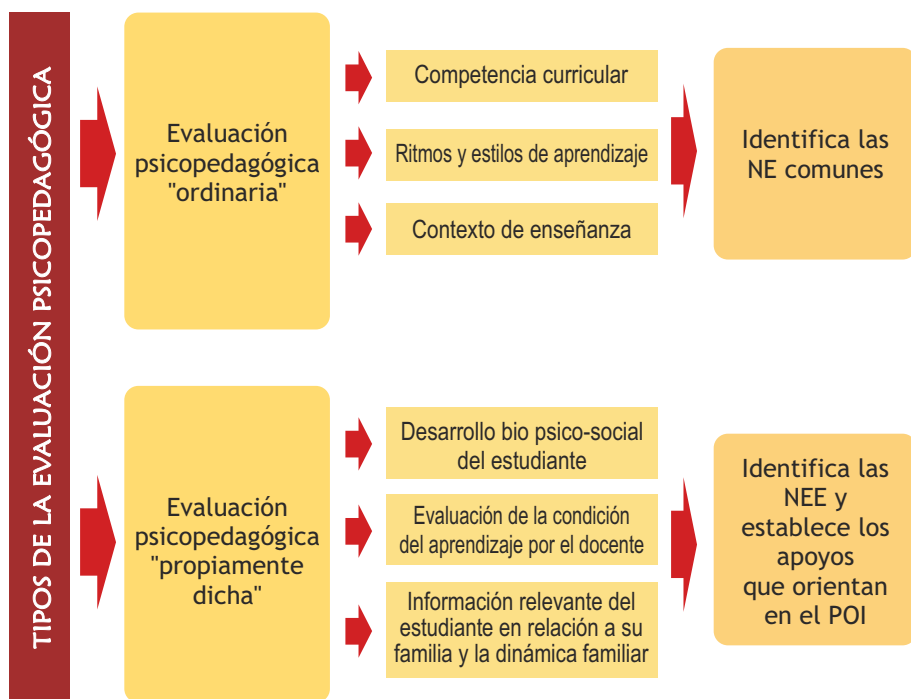 TIPOS DE LA EVALUACIÓN PSICOPEDAGÓGICA
Evaluación
psicopedagógica
"ordinaria"
Competencia curricular
Ritmos y estilos de aprendizaje
Contexto de enseñanza
Identifica las
NE comunes
Evaluación
psicopedagógica
"propiamente
dicha"
Desarrollo bio psico-social
del estudiante
Evaluación de la condición
del aprendizaje por el docente
Información relevante del
estudiante en relación a su
familia y la dinámica familiar
Identifica las
NEE y
establece los
apoyos
que orientan
en el POI